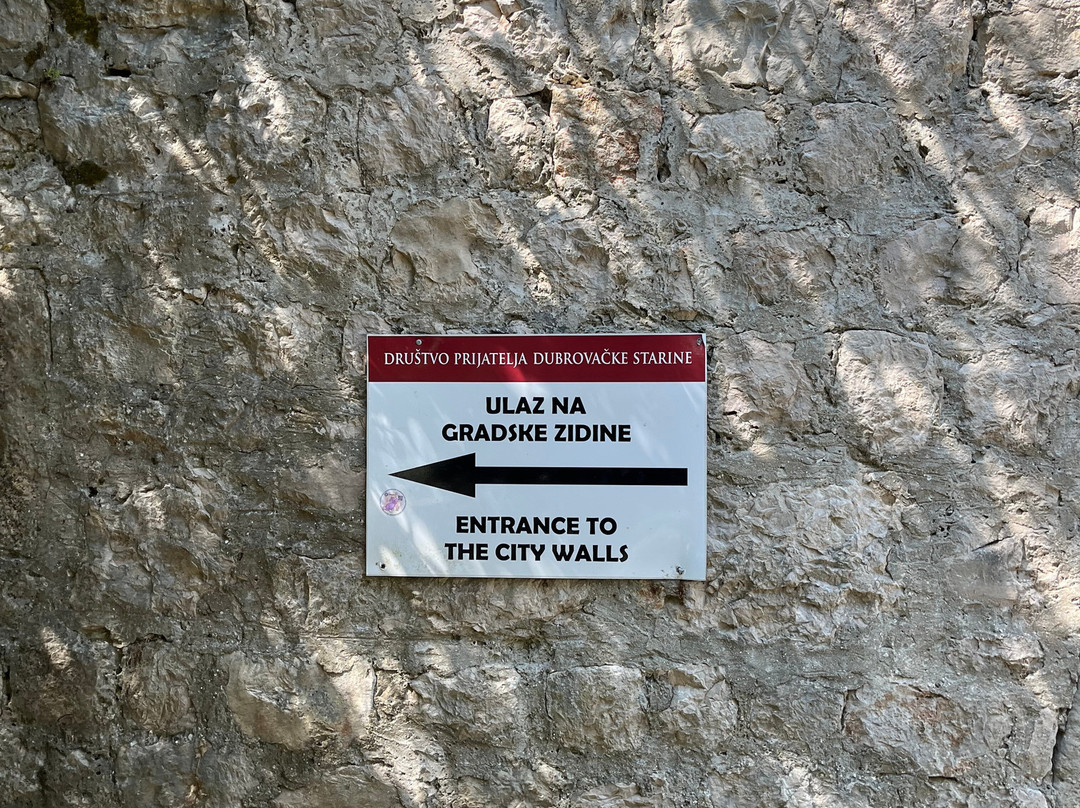 DRUŠTVO PRIJATELJA DUBROVAČKE STARINE
ULAZ NA
GRADSKE ZIDINE
ENTRANCE TO
THE CITY WALLS